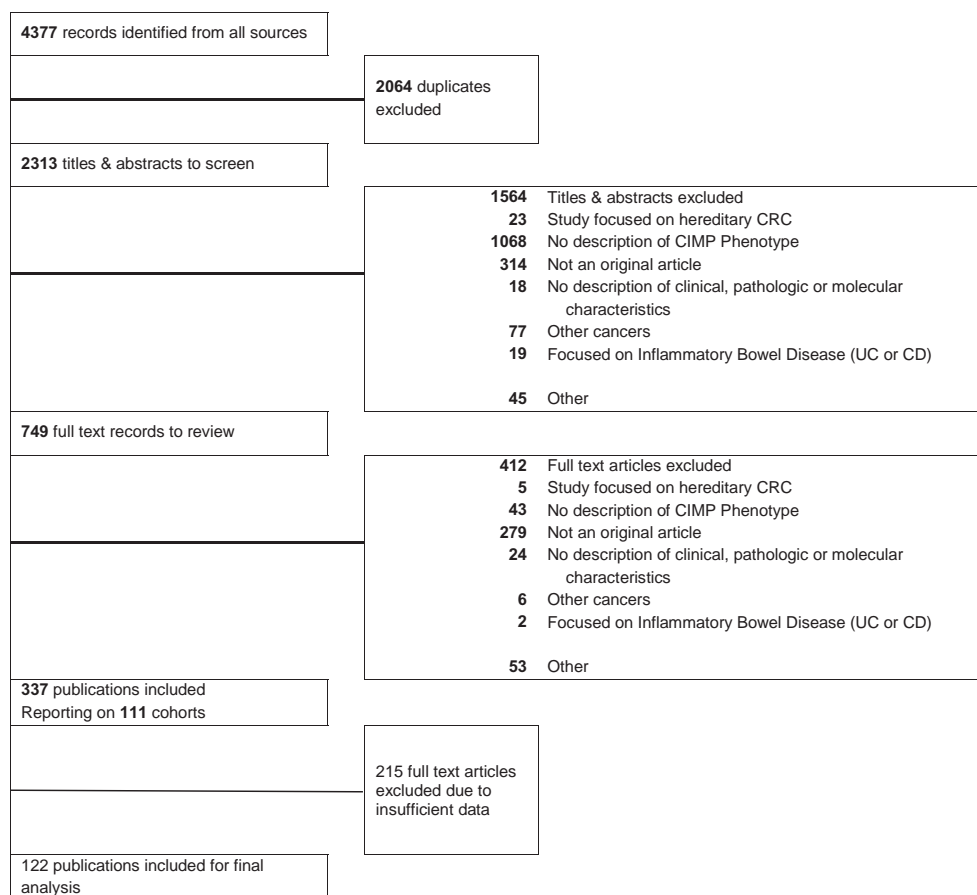 4377 records identified from all sources
2064 duplicates
excluded
2313 titles & abstracts to screen
1564 Titles & abstracts excluded
23 Study focused on hereditary CRC
1068 No description of CIMP Phenotype
314 Not an original article
18 No description of clinical, pathologic or molecular
characteristics
77 Other cancers
19 Focused on Inflammatory Bowel Disease (UC or CD)
45 Other
749 full text records to review
412 Full text articles excluded
5 Study focused on hereditary CRC
43 No description of CIMP Phenotype
279 Not an original article
24 No description of clinical, pathologic or molecular
characteristics
6 Other cancers
2 Focused on Inflammatory Bowel Disease (UC or CD)
53 Other
337 publications included
Reporting on 111 cohorts
215 full text articles
excluded due to
insufficient data
122 publications included for final
analysis